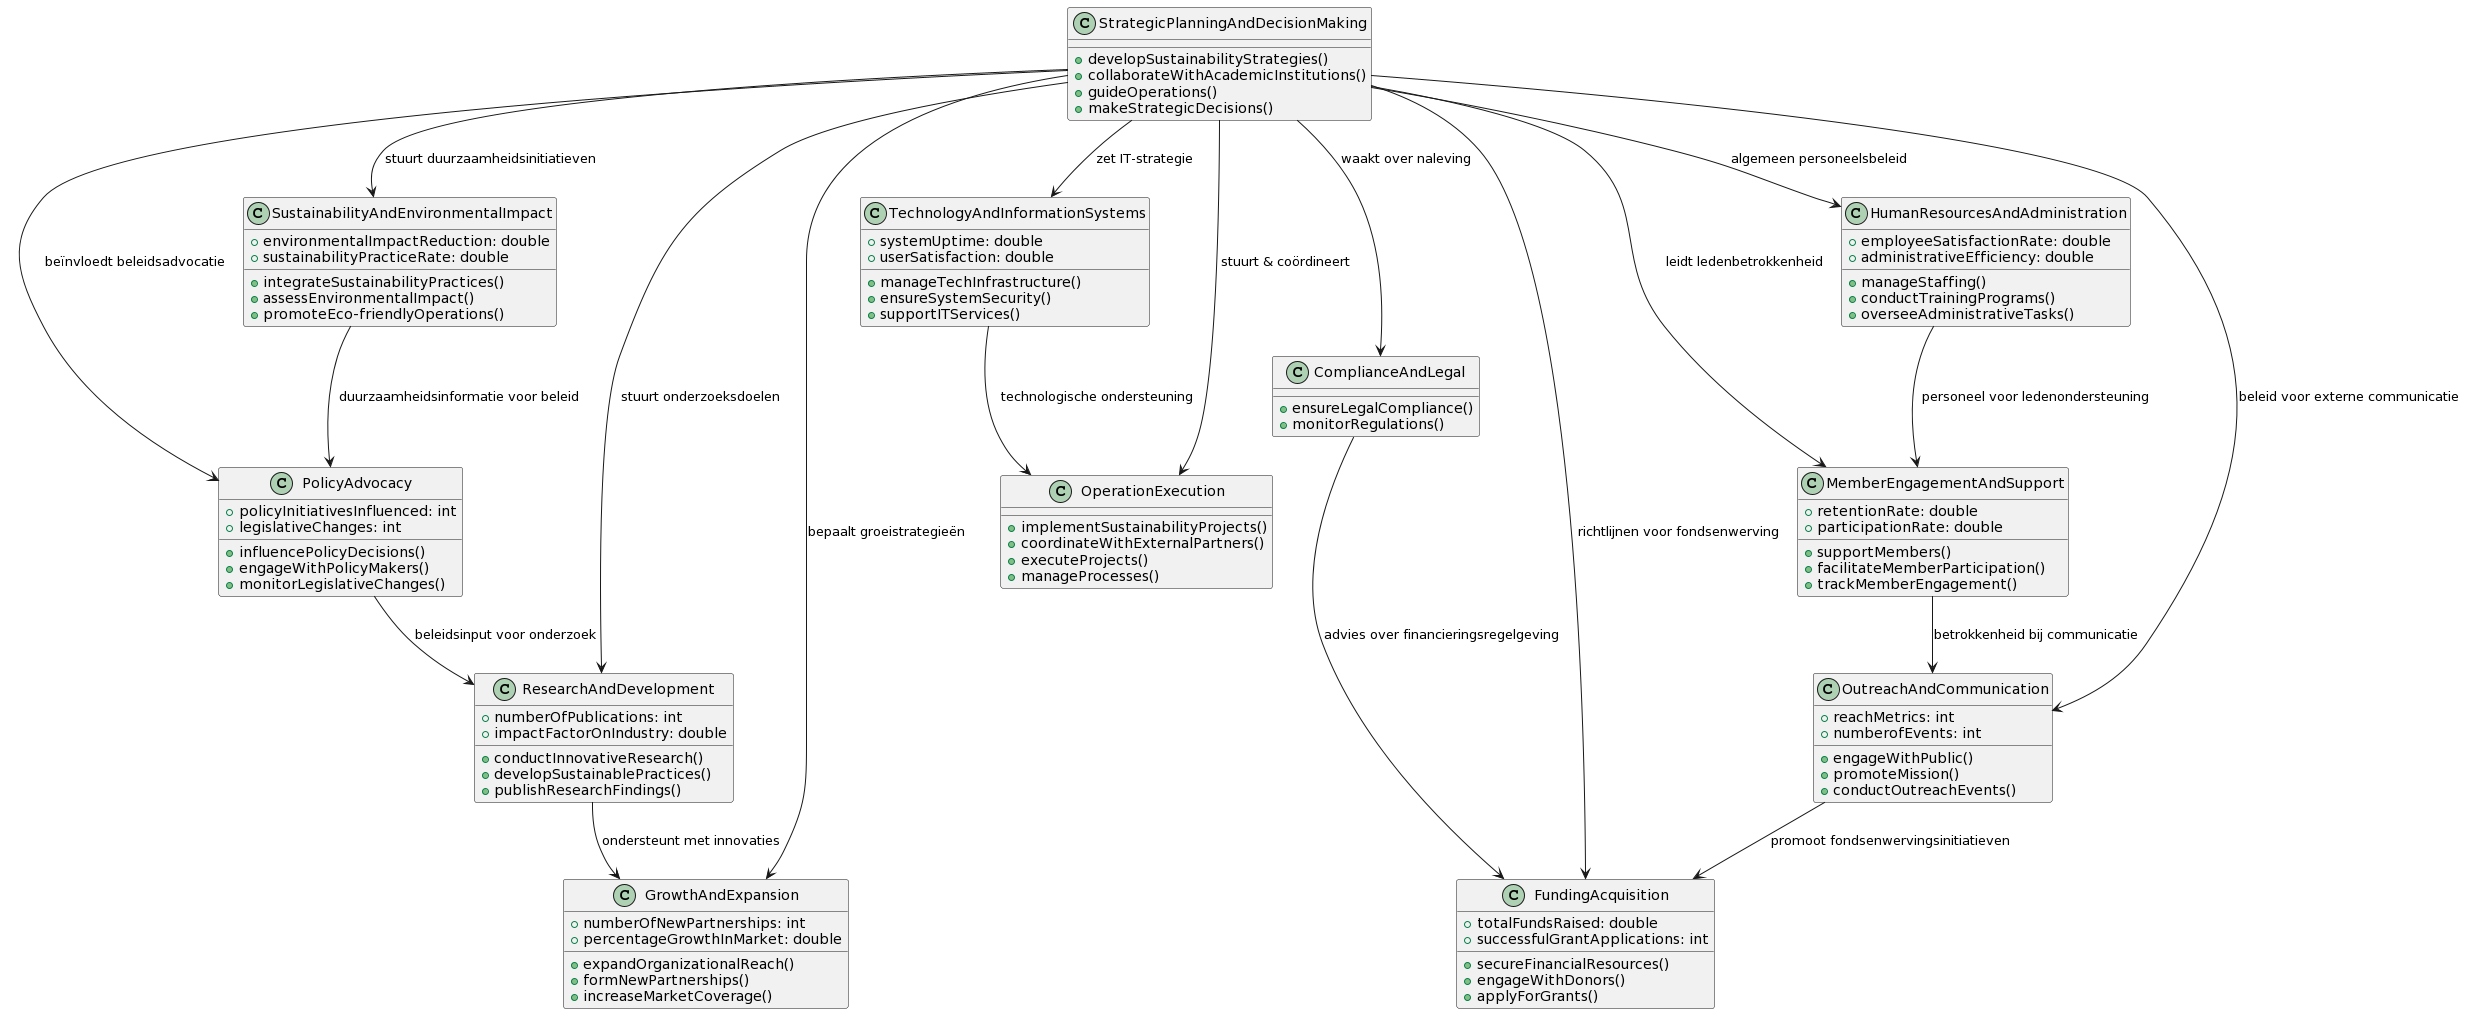 C StrategicPlanningAndDecisionMaking
developSustainabilityStrategies()
collaborateWithAcademicInstitutions()
guideOperations()
makeStrategicDecisions()
stuurt duurzaamheidsinitiatieven
zet IT-strategie
waakt over naleving
algemeen personeelsbeleid
C SustainabilityAndEnvironmentalImpact
environmentalImpactReduction: double
sustainabilityPracticeRate: double
integrateSustainabilityPractices()
assessEnvironmentalImpact()
promoteEco-friendlyOperations()
C TechnologyAndInformationSystems
systemUptime: double
userSatisfaction: double
manageTechInfrastructure()
ensureSystemSecurity()
supportITServices()
C HumanResourcesAndAdministration
employeeSatisfactionRate: double
administrativeEfficiency: double
manageStaffing()
conductTrainingPrograms()
overseeAdministrativeTasks()
beïnvloedt beleidsadvocatie
stuurt & coördineert
leidt ledenbetrokkenheid
C ComplianceAndLegal
ensureLegalCompliance()
monitorRegulations()
duurzaamheidsinformatie voor beleid
stuurt onderzoeksdoelen
technologische ondersteuning
personeel voor ledenondersteuning
beleid voor externe communicatie
C PolicyAdvocacy
policyInitiativesInfluenced: int
legislativeChanges: int
influencePolicyDecisions()
engageWithPolicyMakers()
monitorLegislativeChanges()
bepaalt groeistrategieën
C OperationExecution
implementSustainabilityProjects()
coordinateWithExternalPartners()
executeProjects()
manageProcesses()
richtlijnen voor fondsenwerving
C MemberEngagementAndSupport
retentionRate: double
participationRate: double
supportMembers()
facilitateMemberParticipation()
trackMemberEngagement()
beleidsinput voor onderzoek
advies over financieringsregelgeving
betrokkenheid bij communicatie
C ResearchAndDevelopment
numberOfPublications: int
impactFactorOnIndustry: double
conductInnovativeResearch()
developSustainablePractices()
publishResearchFindings()
C OutreachAndCommunication
reachMetrics: int
numberofEvents: int
engageWithPublic()
promoteMission()
conductOutreachEvents()
ondersteunt met innovaties
promoot fondsenwervingsinitiatieven
C GrowthAndExpansion
numberOfNewPartnerships: int
percentageGrowthInMarket: double
expandOrganizationalReach()
formNewPartnerships()
increaseMarketCoverage()
C FundingAcquisition
totalFundsRaised: double
successfulGrantApplications: int
secureFinancialResources()
engageWithDonors()
applyForGrants()